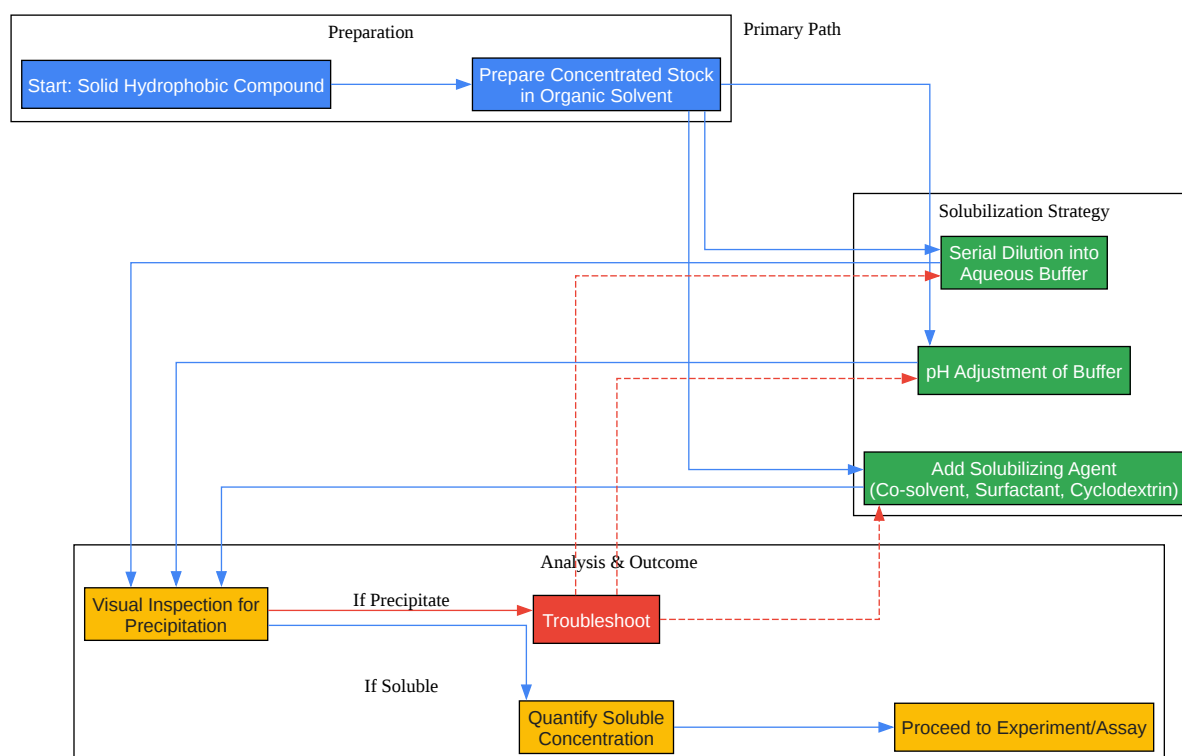 Preparation
Primary Path
Start: Solid Hydrophobic Compound
Prepare Concentrated Stock
in Organic Solvent
Solubilization Strategy
Serial Dilution into
Aqueous Buffer
pH Adjustment of Buffer
Add Solubilizing Agent
(Co-solvent, Surfactant, Cyclodextrin)
Analysis & Outcome
Visual Inspection for
Precipitation
If Precipitate
Troubleshoot
If Soluble
Quantify Soluble
Concentration
Proceed to Experiment/Assay